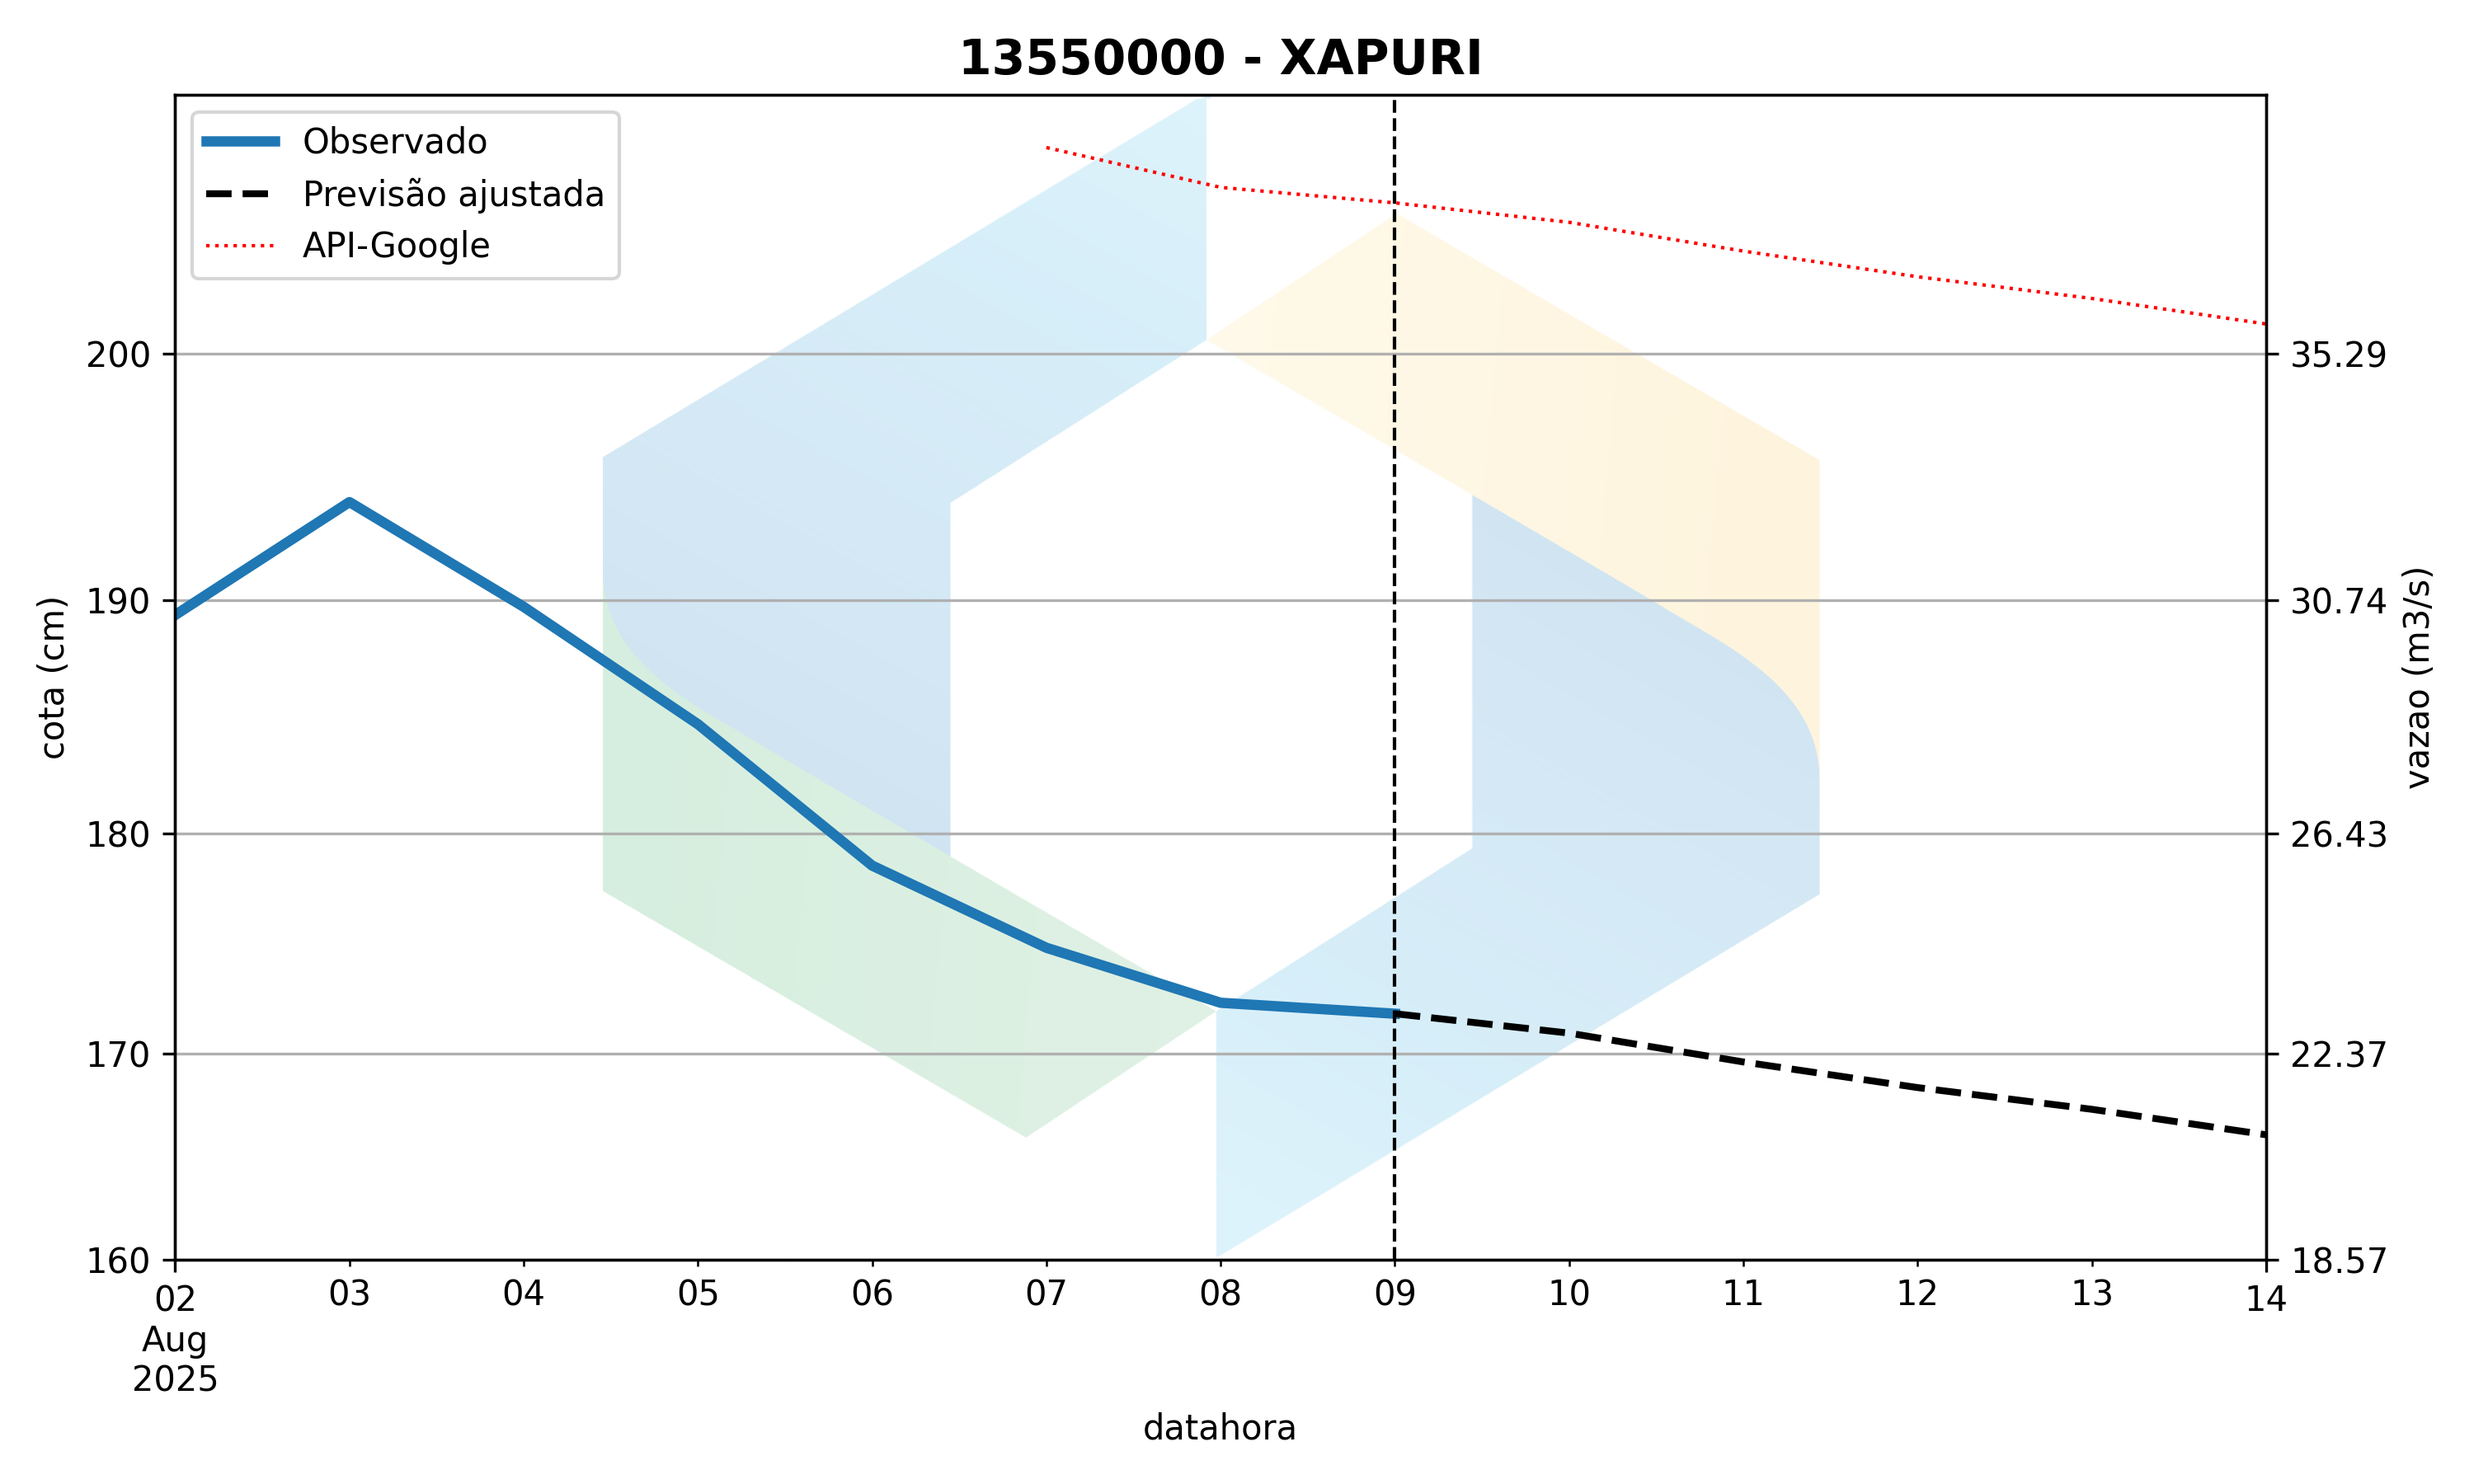 13550000 - XAPURI
Observado
Previsão ajustada
API-Google
200
190
180
170
160
cota (cm)
35.29
30.74
26.43
22.37
18.57
vazao (m3/s)
02 03 04 05 06 07 08 09 10 11 12 13 14
Aug
2025
datahora